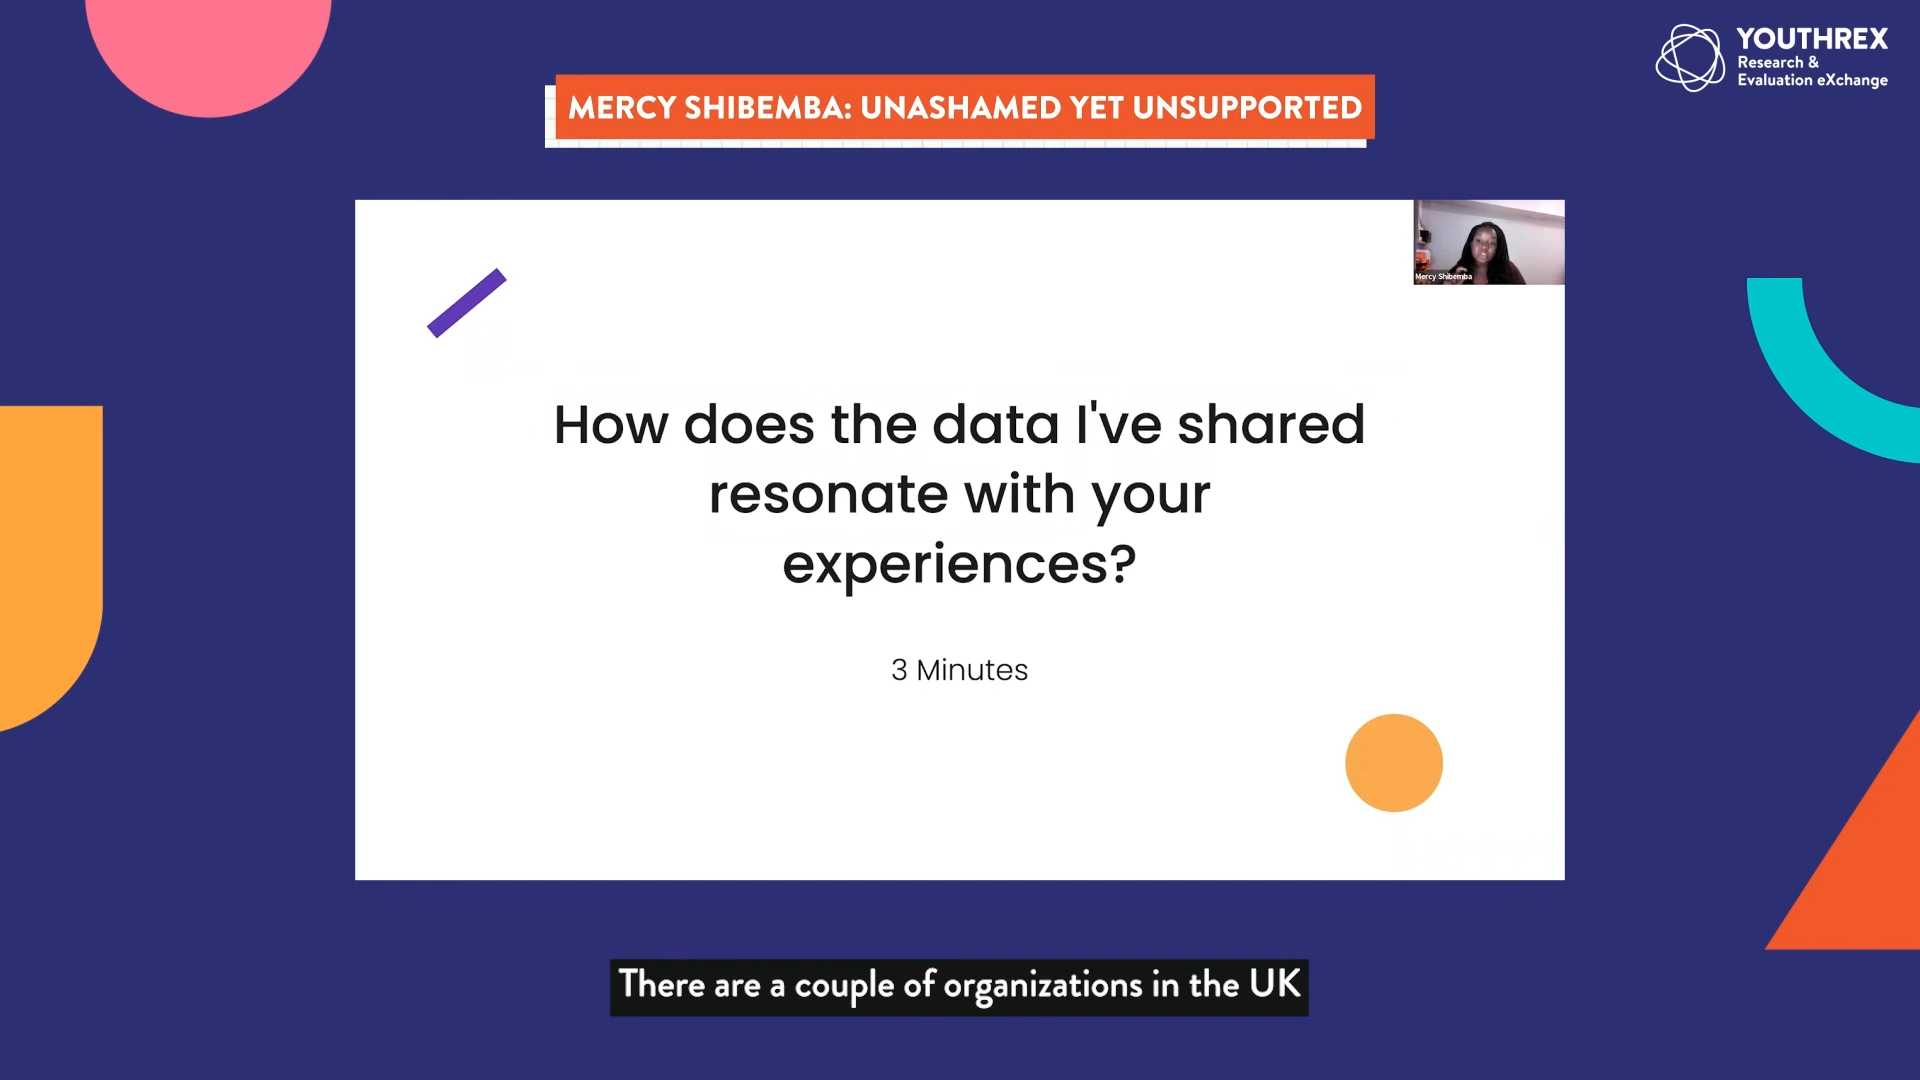 YOUTHREX
Research &
Evaluation eXchange
MERCY SHIBEMBA: UNASHAMED YET UNSUPPORTED
Mercy Shibemba
How does the data I've shared
resonate with your
experiences?
3 Minutes
There are a couple of organizations in the UK